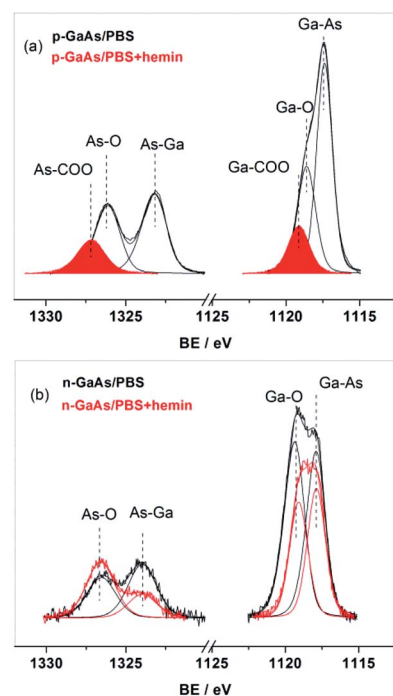 (a)
p-GaAs/PBS
p-GaAs/PBS+hemin
Ga-As
Ga-O
As-O
As-Ga
As-COO
Ga-COO
1330 1325 1125 1120 1115
BE / eV
(b)
n-GaAs/PBS
n-GaAs/PBS+hemin
Ga-O
Ga-As
As-O
As-Ga
1330 1325 1125 1120 1115
BE / eV